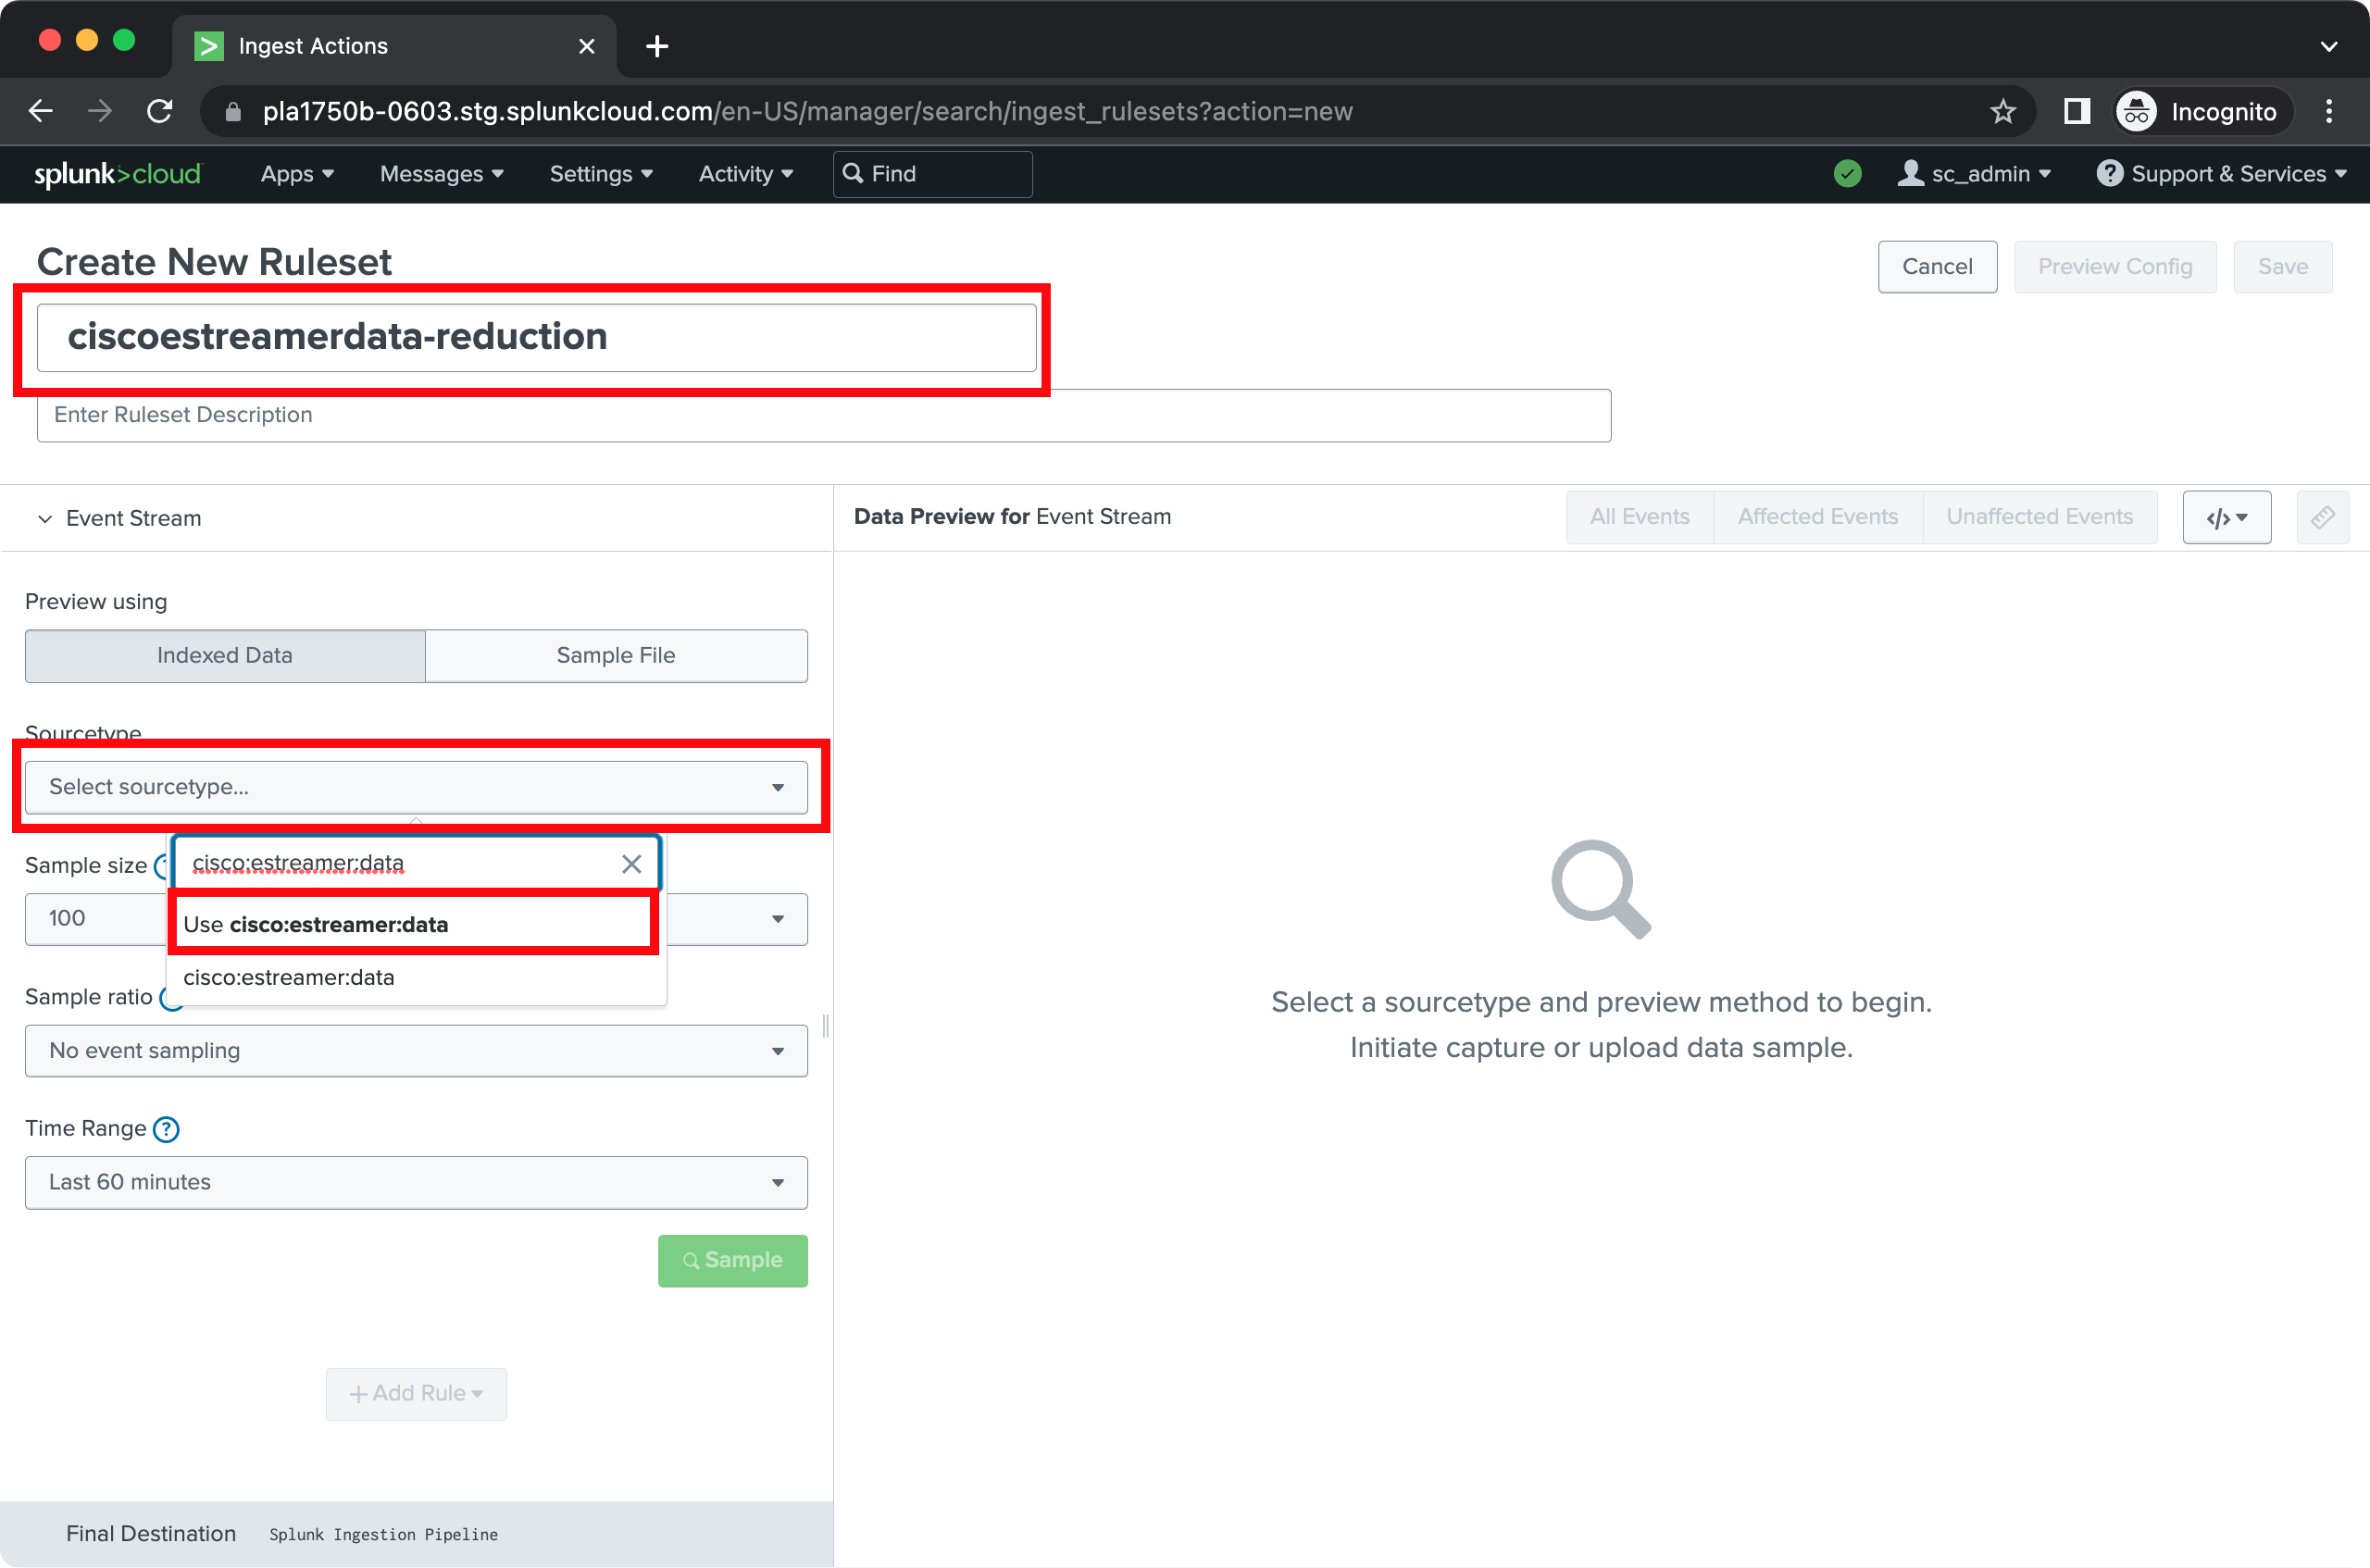 Ingest Actions
pla1750b-0603.stg.splunkcloud.com/en-US/manager/search/ingest_rulesets?action=new
Incognito
splunk>cloud Apps Messages Settings Activity Find sc_admin Support & Services
Create New Ruleset
Cancel Preview Config Save
ciscoestreamerdata-reduction
Enter Ruleset Description
Event Stream
Data Preview for Event Stream
All Events Affected Events Unaffected Events
Preview using
Indexed Data Sample File
Sourcetype
Select sourcetype...
cisco:estreamer:data
Use cisco:estreamer:data
cisco:estreamer:data
Sample size
100
Sample ratio
No event sampling
Time Range
Last 60 minutes
Sample
+ Add Rule
Select a sourcetype and preview method to begin.
Initiate capture or upload data sample.
Final Destination Splunk Ingestion Pipeline